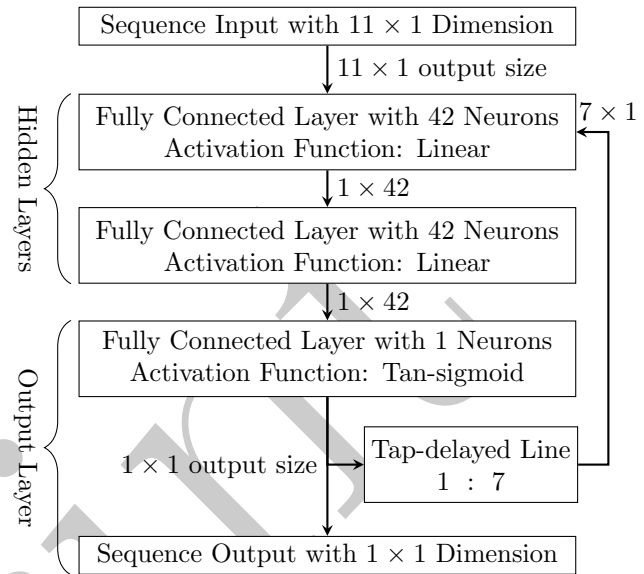 Sequence Input with 11 × 1 Dimension
11 × 1 output size
7 × 1
Hidden Layers
Fully Connected Layer with 42 Neurons
Activation Function: Linear
1 × 42
Fully Connected Layer with 42 Neurons
Activation Function: Linear
1 × 42
Output Layer
Fully Connected Layer with 1 Neurons
Activation Function: Tan-sigmoid
1 × 1 output size
Tap-delayed Line
1 : 7
Sequence Output with 1 × 1 Dimension